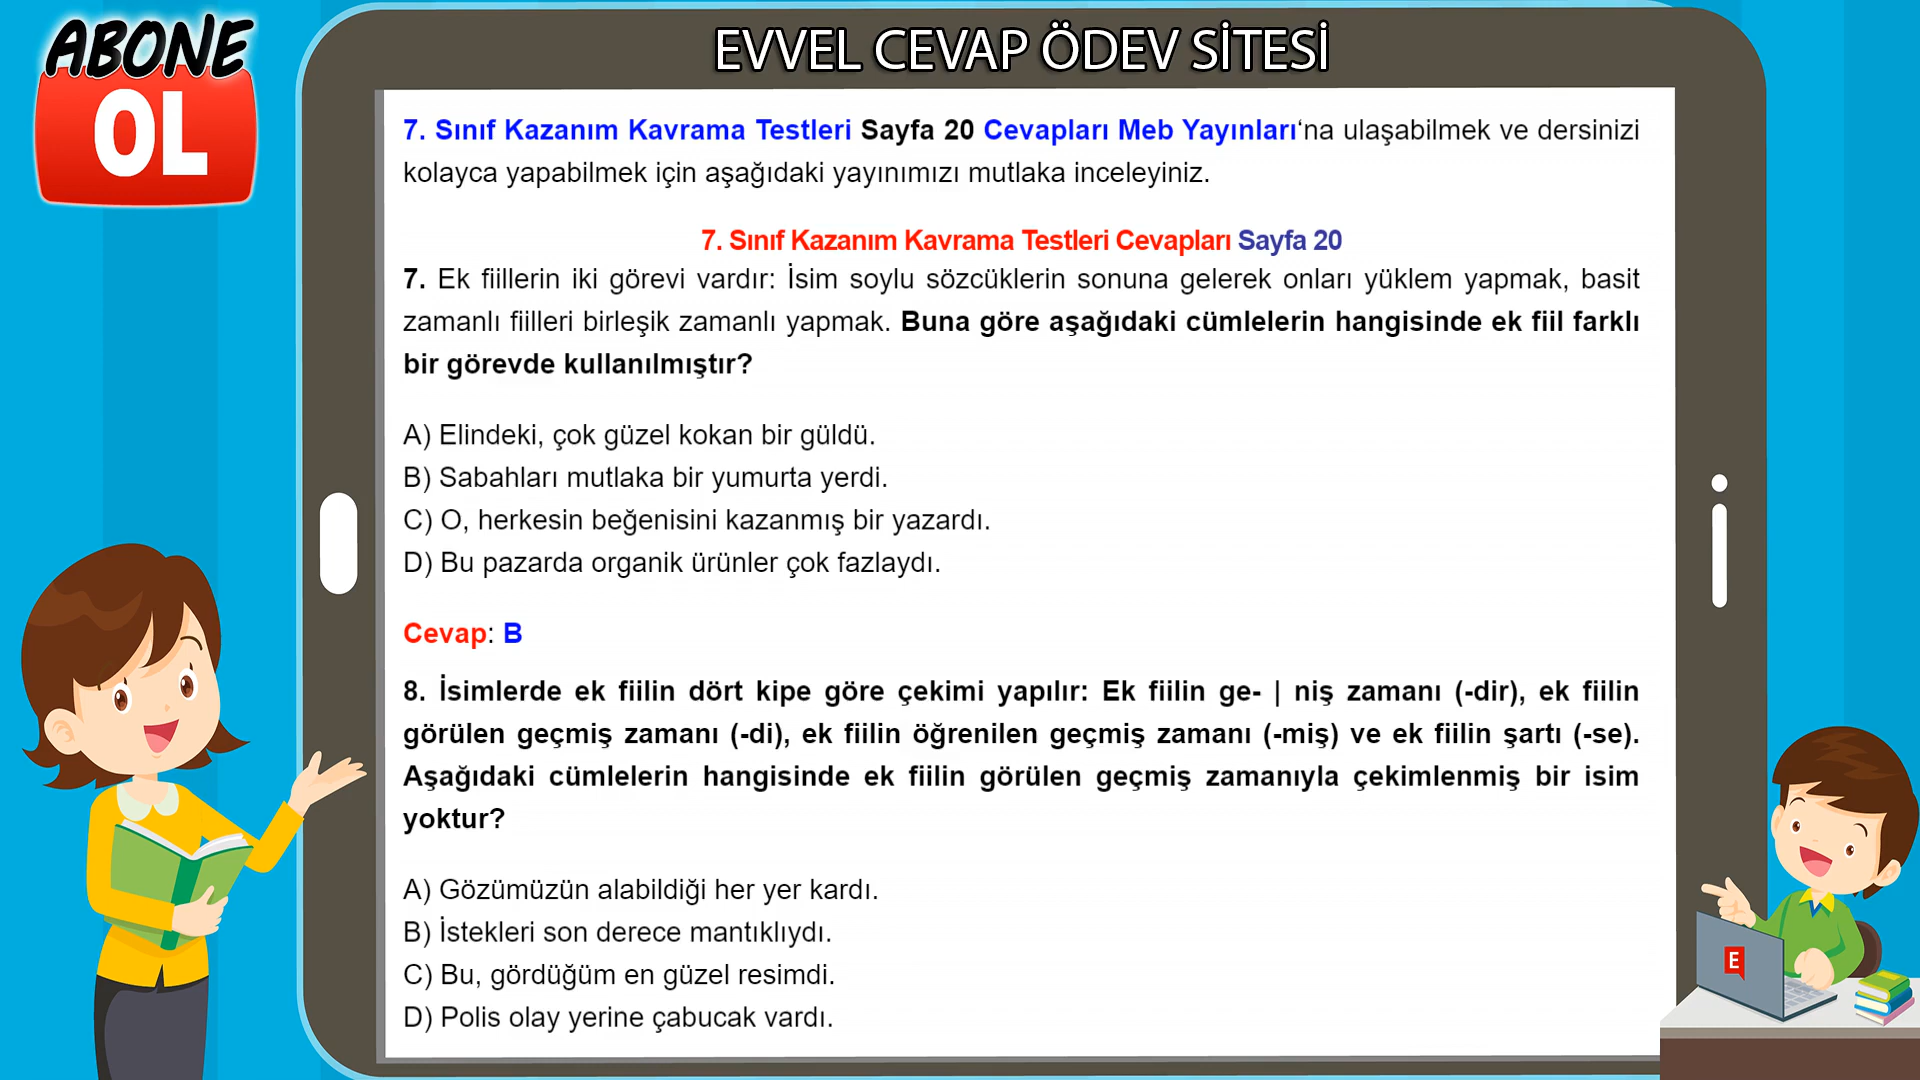 ABONE
OL
EVVEL CEVAP ÖDEV SİTESİ
7. Sınıf Kazanım Kavrama Testleri Sayfa 20 Cevapları Meb Yayınları‘na ulaşabilmek ve dersinizi
kolayca yapabilmek için aşağıdaki yayınımızı mutlaka inceleyiniz.
7. Sınıf Kazanım Kavrama Testleri Cevapları Sayfa 20
7. Ek fiillerin iki görevi vardır: İsim soylu sözcüklerin sonuna gelerek onları yüklem yapmak, basit
zamanlı fiilleri birleşik zamanlı yapmak. Buna göre aşağıdaki cümlelerin hangisinde ek fiil farklı
bir görevde kullanılmıştır?
A) Elindeki, çok güzel kokan bir güldü.
B) Sabahları mutlaka bir yumurta yerdi.
C) O, herkesin beğenisini kazanmış bir yazardı.
D) Bu pazarda organik ürünler çok fazlaydı.
Cevap: B
8. İsimlerde ek fiilin dört kipe göre çekimi yapılır: Ek fiilin ge- | niş zamanı (-dir), ek fiilin
görülen geçmiş zamanı (-di), ek fiilin öğrenilen geçmiş zamanı (-miş) ve ek fiilin şartı (-se).
Aşağıdaki cümlelerin hangisinde ek fiilin görülen geçmiş zamanıyla çekimlenmiş bir isim
yoktur?
A) Gözümüzün alabildiği her yer kardı.
B) İstekleri son derece mantıklıydı.
C) Bu, gördüğüm en güzel resimdi.
D) Polis olay yerine çabucak vardı.
E